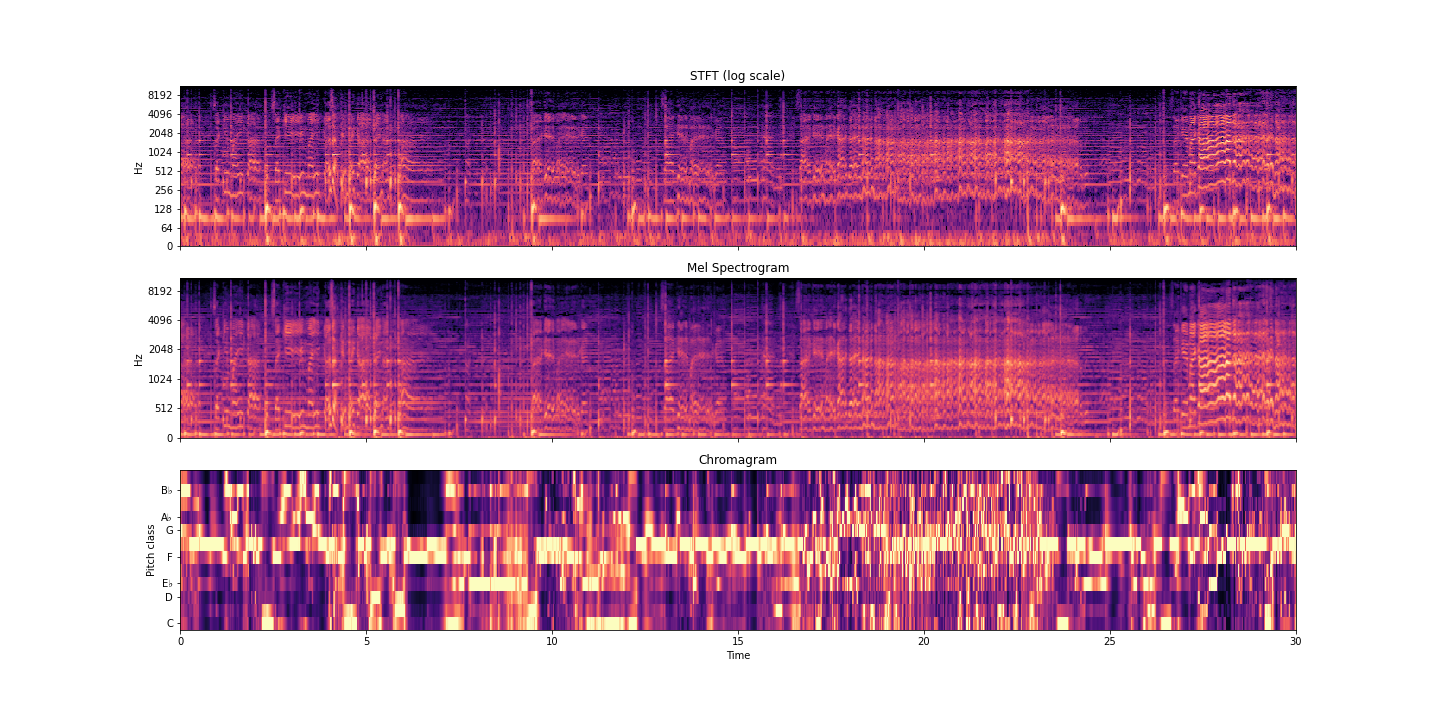 STFT (log scale)
8192
4096
2048
1024
512
256
128
64
0
Hz
Mel Spectrogram
8192
4096
2048
1024
512
0
Hz
Chromagram
B♭
A♭
G
F
E♭
D
C
Pitch class
0 5 10 15 20 25 30
Time